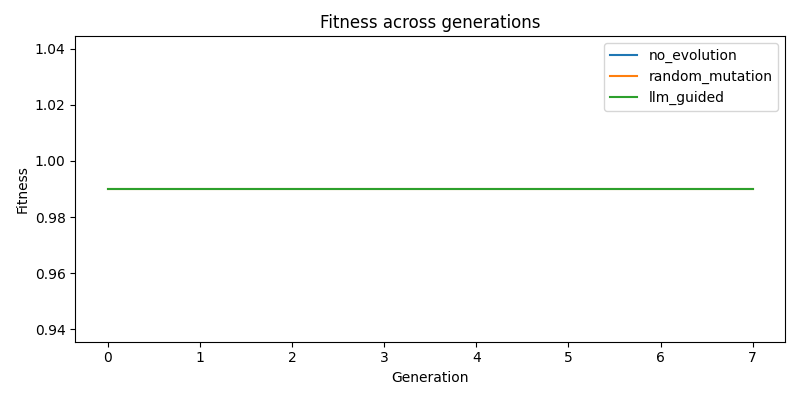 Fitness across generations
1.04
1.02
1.00
0.98
0.96
0.94
Fitness
no_evolution
random_mutation
llm_guided
0 1 2 3 4 5 6 7
Generation